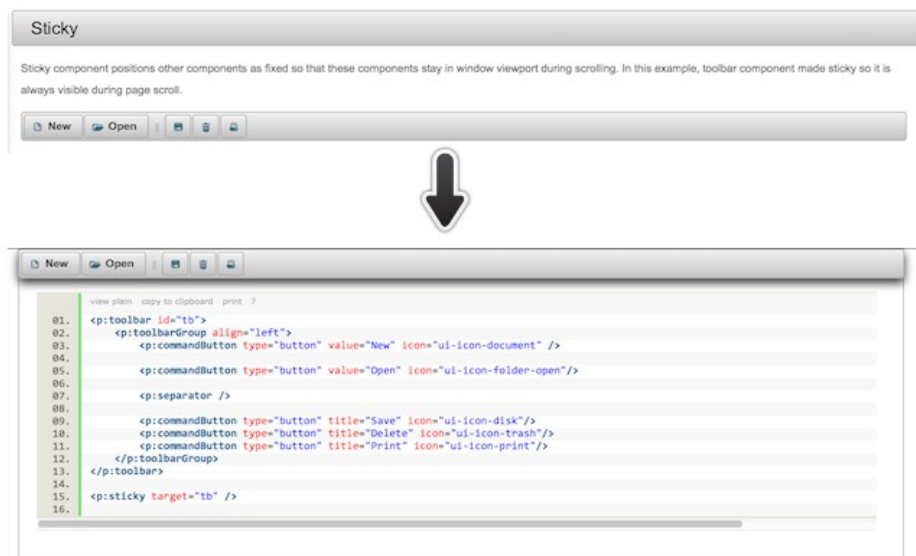 Sticky
Sticky component positions other components as fixed so that these components stay in window viewport during scrolling. In this example, toolbar component made sticky so it is
always visible during page scroll.
New Open
New Open
view plain copy to clipboard print ?
01. <p:toolbar id="tb">
02. <p:toolbarGroup align="left">
03. <p:commandButton type="button" value="New" icon="ui-icon-document" />
04.
05. <p:commandButton type="button" value="Open" icon="ui-icon-folder-open"/>
06.
07. <p:separator />
08.
09. <p:commandButton type="button" title="Save" icon="ui-icon-disk"/>
10. <p:commandButton type="button" title="Delete" icon="ui-icon-trash"/>
11. <p:commandButton type="button" title="Print" icon="ui-icon-print"/>
12. </p:toolbarGroup>
13. </p:toolbar>
14.
15. <p:sticky target="tb" />
16.